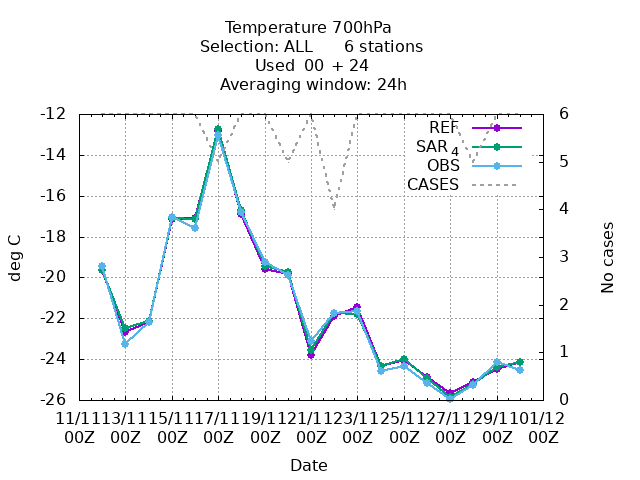 Temperature 700hPa
Selection: ALL      6 stations
Used  00 + 24
Averaging window: 24h
-12
-14
-16
-18
-20
-22
-24
-26
deg C
6
5
4
3
2
1
0
No cases
REF
SAR 4
OBS
CASES
11/11 13/11 15/11 17/11 19/11 21/11 23/11 25/11 27/11 29/11 01/12
00Z 00Z 00Z 00Z 00Z 00Z 00Z 00Z 00Z 00Z 00Z
Date